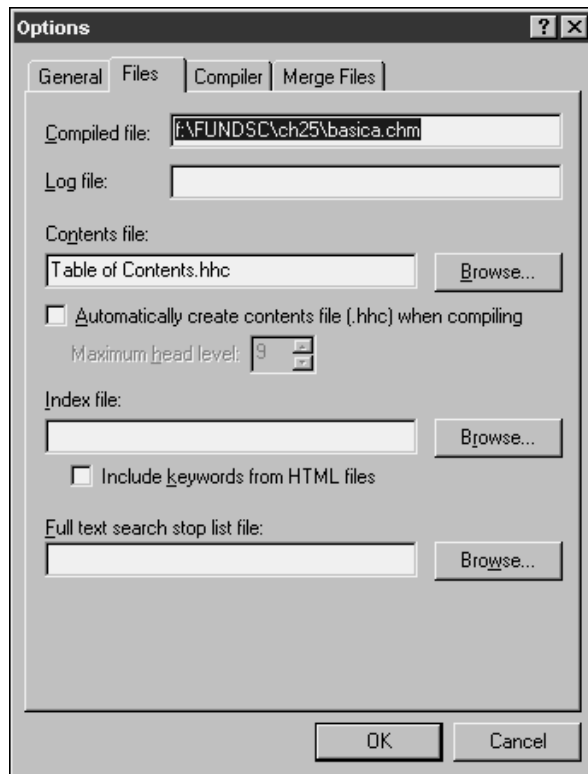 Options
General Files Compiler Merge Files
Compiled file: f:\FUNDSC\ch25\basica.chm
Log file:
Contents file:
Table of Contents.hhc Browse...
Automatically create contents file (.hhc) when compiling
Maximum head level: 9
Index file:
Browse...
Include keywords from HTML files
Full text search stop list file:
Browse...
OK Cancel